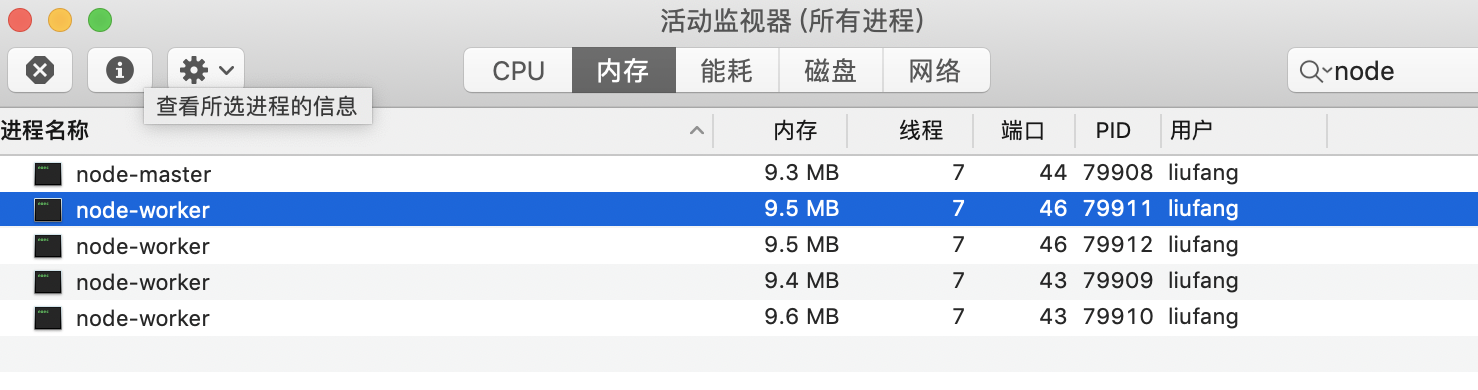 活动监视器 (所有进程)
CPU 内存 能耗 磁盘 网络 node
查看所选进程的信息
进程名称 内存 线程 端口 PID 用户
node-master 9.3 MB 7 44 79908 liufang
node-worker 9.5 MB 7 46 79911 liufang
node-worker 9.5 MB 7 46 79912 liufang
node-worker 9.4 MB 7 43 79909 liufang
node-worker 9.6 MB 7 43 79910 liufang